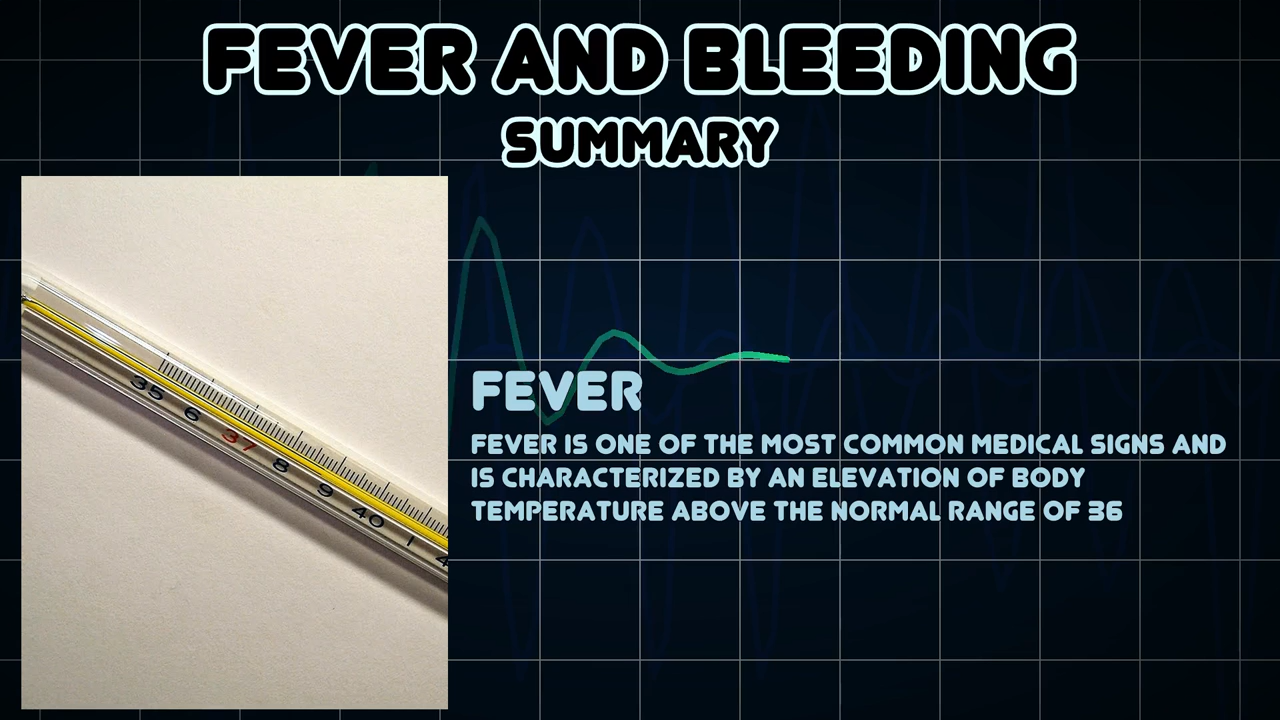 FEVER AND BLEEDING
SUMMARY
35
6
37
8
9
40
1
FEVER
FEVER IS ONE OF THE MOST COMMON MEDICAL SIGNS AND
IS CHARACTERIZED BY AN ELEVATION OF BODY
TEMPERATURE ABOVE THE NORMAL RANGE OF 36